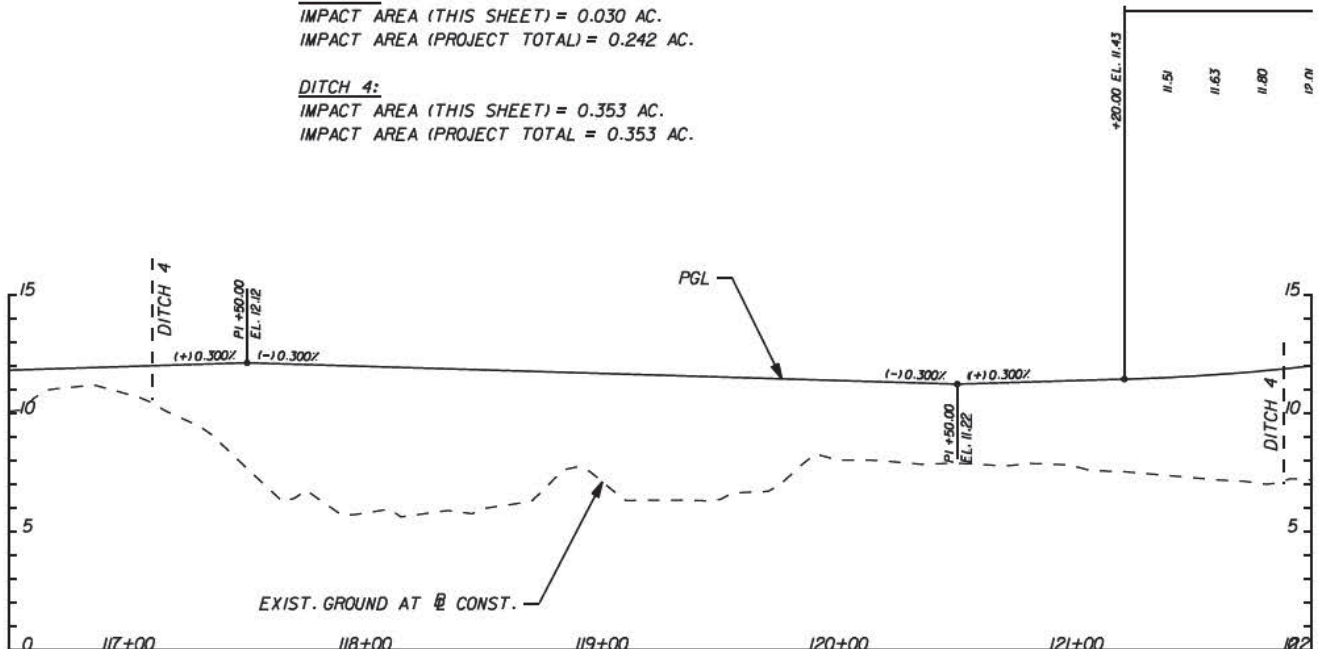 IMPACT AREA (THIS SHEET) = 0.030 AC.
IMPACT AREA (PROJECT TOTAL) = 0.242 AC.
DITCH 4:
IMPACT AREA (THIS SHEET) = 0.353 AC.
IMPACT AREA (PROJECT TOTAL = 0.353 AC.
+20.00 EL. 11.43
11.51
11.63
11.80
12.01
15
DITCH 4
PI +50.00
EL. 12.12
(+) 0.300%
(-) 0.300%
PGL
(-) 0.300%
(+) 0.300%
PI +50.00
EL. 11.22
DITCH 4
15
10
10
5
5
EXIST. GROUND AT ℄ CONST.
0
117+00
118+00
119+00
120+00
121+00